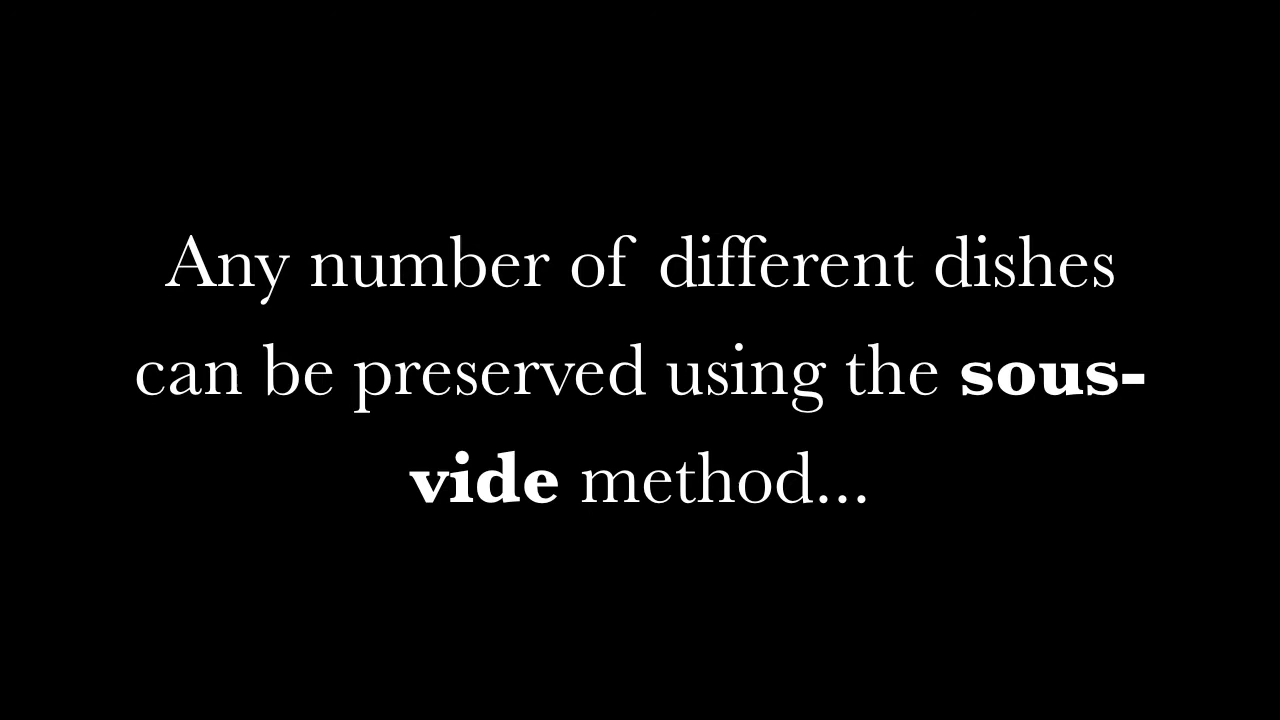 Any number of different dishes
can be preserved using the sous-
vide method...